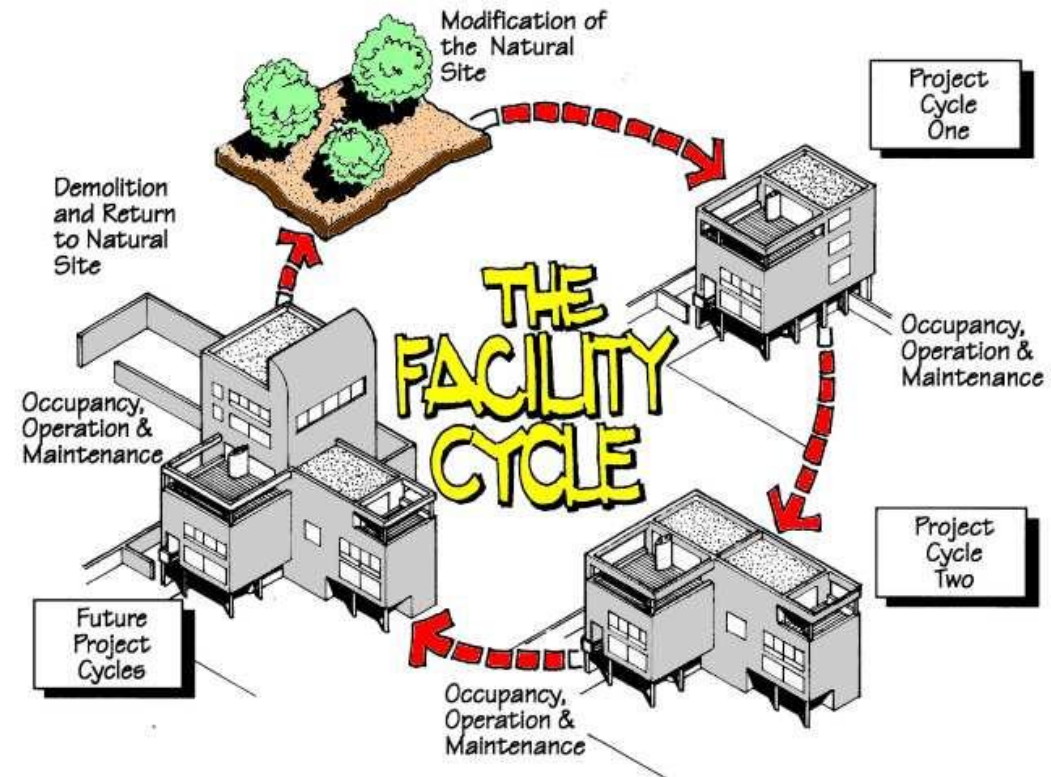 Modification of
the Natural
Site
Project
Cycle
One
Demolition
and Return
to Natural
Site
THE
FACILITY
CYCLE
Occupancy,
Operation &
Maintenance
Occupancy,
Operation &
Maintenance
Project
Cycle
Two
Future
Project
Cycles
Occupancy,
Operation &
Maintenance